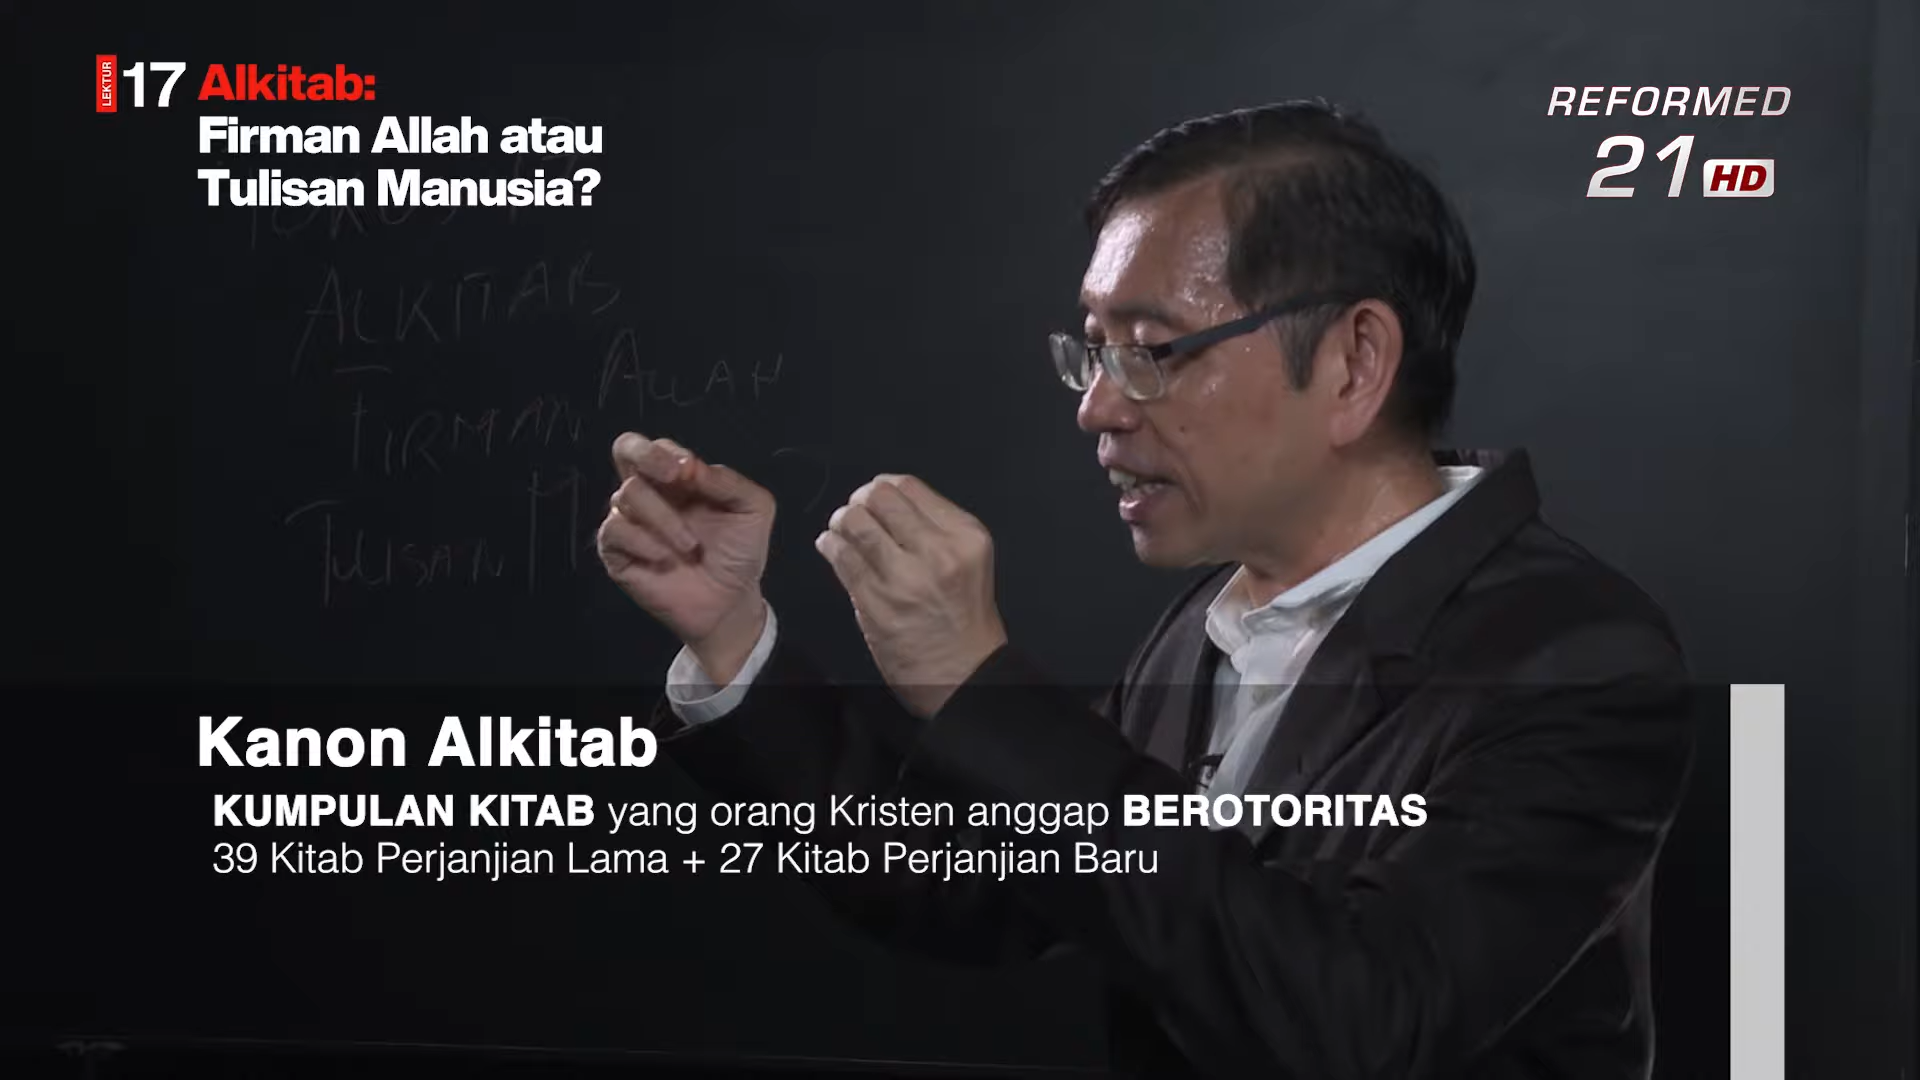 LEKTUR
17 Alkitab:
Firman Allah atau
Tulisan Manusia?
REFORMED
21 HD
ALKITAB
FIRMAN ALLAH
TULISAN
Kanon Alkitab
KUMPULAN KITAB yang orang Kristen anggap BEROTORITAS
39 Kitab Perjanjian Lama + 27 Kitab Perjanjian Baru